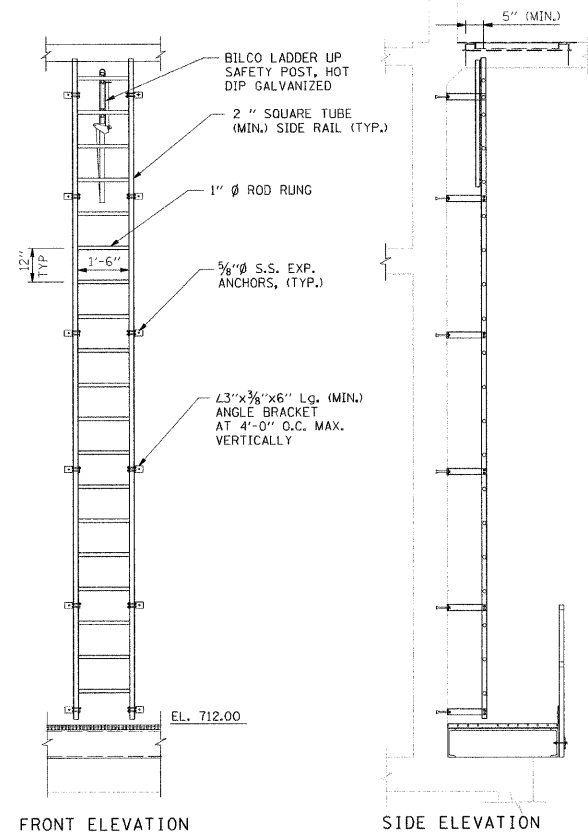 5" (MIN.)
BILCO LADDER UP
SAFETY POST, HOT
DIP GALVANIZED
2 " SQUARE TUBE
(MIN.) SIDE RAIL (TYP.)
1" Ø ROD RUNG
12"
TYP
1'-6"
⅝"Ø S.S. EXP.
ANCHORS, (TYP.)
∠3"x⅜"x6" Lg. (MIN.)
ANGLE BRACKET
AT 4'-0" O.C. MAX.
VERTICALLY
EL. 712.00
FRONT ELEVATION
SIDE ELEVATION